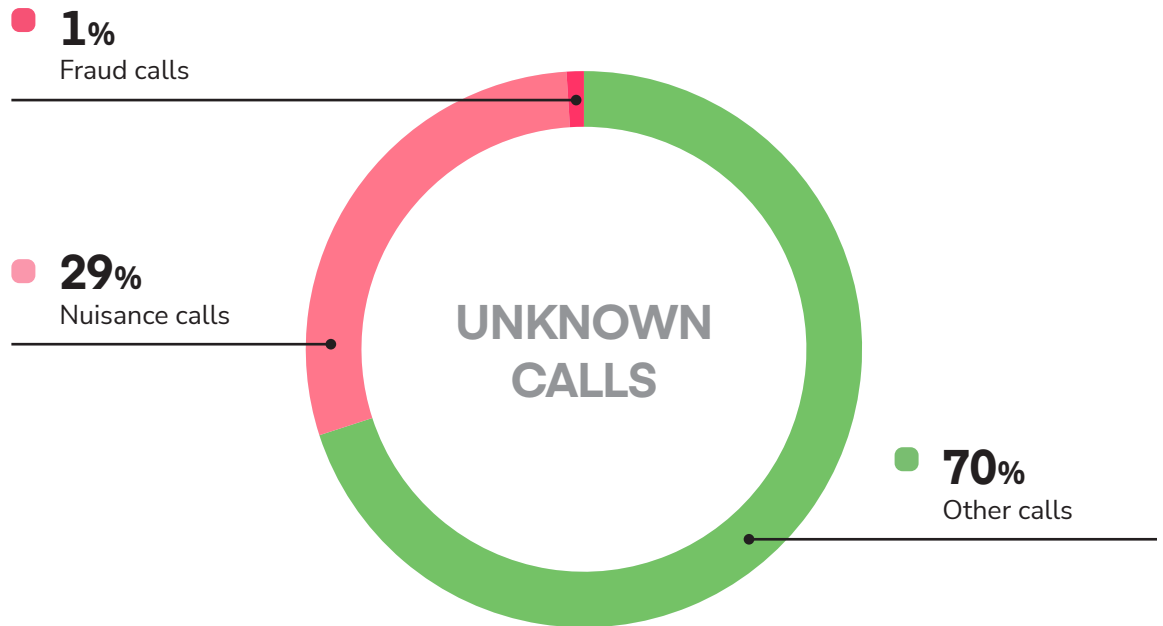 1%
Fraud calls
29%
Nuisance calls
UNKNOWN
CALLS
70%
Other calls